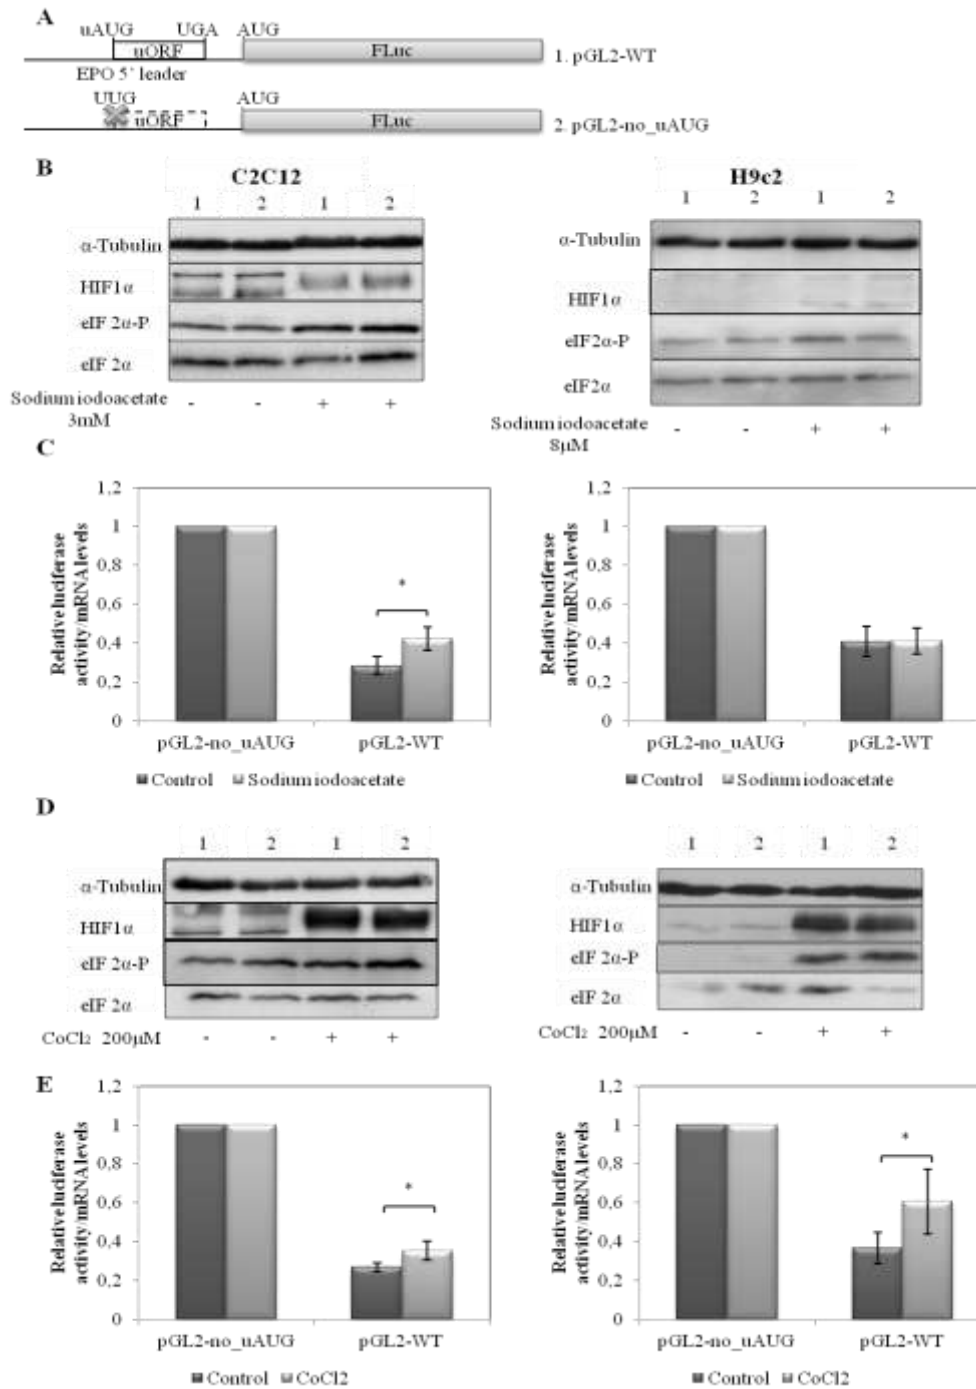 A
uAUG UGA AUG
uORF FLuc 1. pGL2-WT
EPO 5' leader
UUG AUG
uORF FLuc 2. pGL2-no_uAUG
B
C2C12
1 2 1 2
α-Tubulin
HIF1α
eIF 2α-P
eIF 2α
Sodium iodoacetate - - + +
3mM
H9c2
1 2 1 2
α-Tubulin
HIF1α
eIF2α-P
eIF2α
Sodium iodoacetate - - + +
8µM
C
Relative luciferase
activity/mRNA levels
1,2
1
0,8
0,6
0,4
0,2
0
*
pGL2-no_uAUG pGL2-WT
Control Sodium iodoacetate
Relative luciferase
activity/mRNA levels
1,2
1
0,8
0,6
0,4
0,2
0
pGL2-no_uAUG pGL2-WT
Control Sodium iodoacetate
D
1 2 1 2
α-Tubulin
HIF1α
eIF 2α-P
eIF 2α
CoCl₂ 200µM - - + +
1 2 1 2
α-Tubulin
HIF1α
eIF 2α-P
eIF 2α
CoCl₂ 200µM - - + +
E
Relative luciferase
activity/mRNA levels
1,2
1
0,8
0,6
0,4
0,2
0
*
pGL2-no_uAUG pGL2-WT
Control CoCl2
Relative luciferase
activity/mRNA levels
1,2
1
0,8
0,6
0,4
0,2
0
*
pGL2-no_uAUG pGL2-WT
Control CoCl2